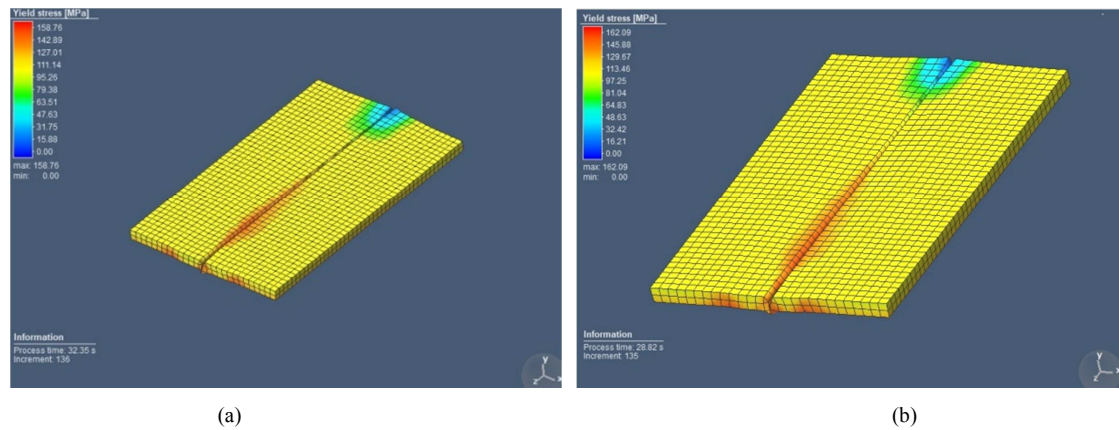 Yield stress [MPa]
158.76
142.89
127.01
111.14
95.26
79.38
63.51
47.63
31.75
15.88
0.00
max: 158.76
min: 0.00
Information
Process time: 32.35 s
Increment: 136
y
z x
(a)
Yield stress [MPa]
162.09
145.88
129.67
113.46
97.25
81.04
64.83
48.63
32.42
16.21
0.00
max: 162.09
min: 0.00
Information
Process time: 28.82 s
Increment: 135
y
z x
(b)